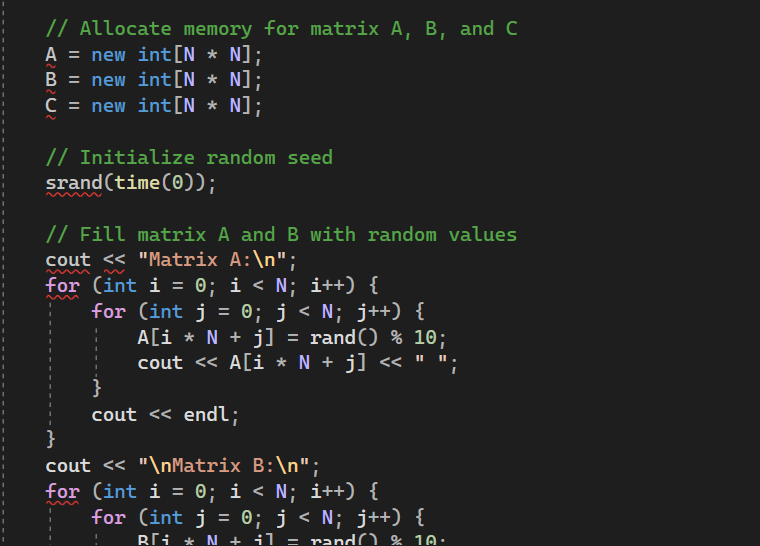 // Allocate memory for matrix A, B, and C
A = new int[N * N];
B = new int[N * N];
C = new int[N * N];
// Initialize random seed
srand(time(0));
// Fill matrix A and B with random values
cout << "Matrix A:\n";
for (int i = 0; i < N; i++) {
for (int j = 0; j < N; j++) {
A[i * N + j] = rand() % 10;
cout << A[i * N + j] << " ";
}
cout << endl;
}
cout << "\nMatrix B:\n";
for (int i = 0; i < N; i++) {
for (int j = 0; j < N; j++) {
B[i * N + j] = rand() % 10;